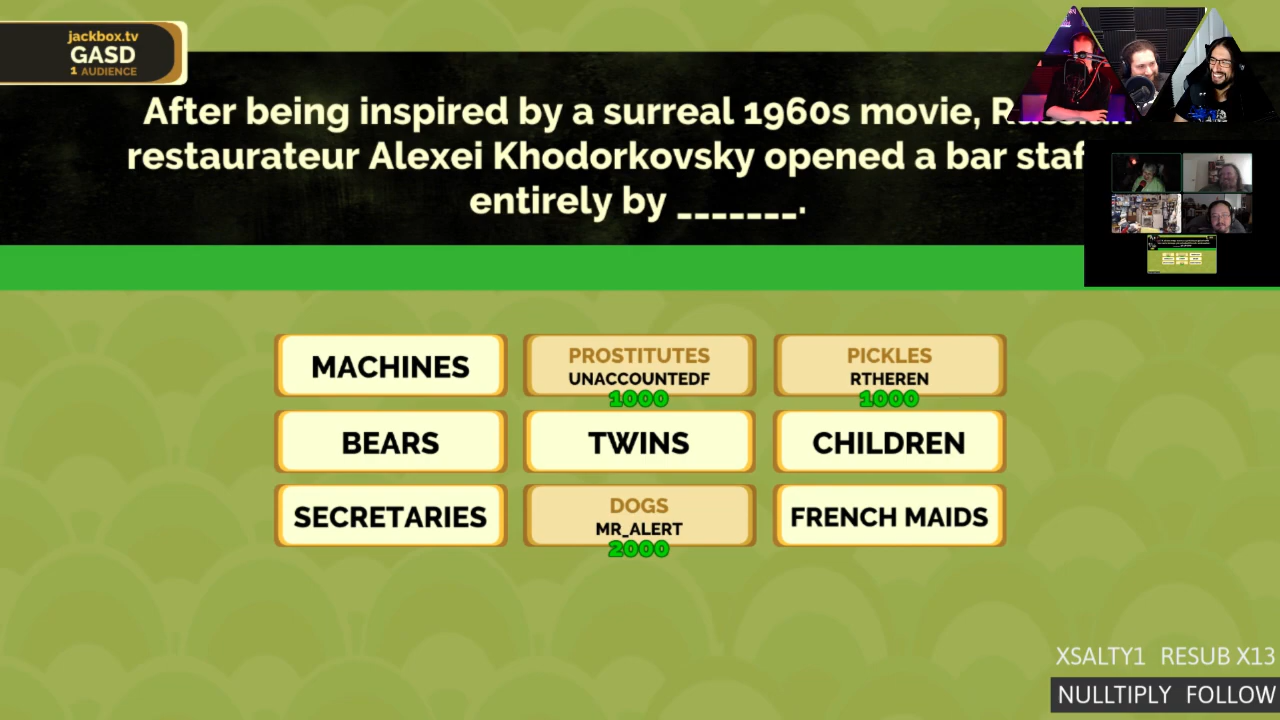 jackbox.tv
GASD
1 AUDIENCE
After being inspired by a surreal 1960s movie,
restaurateur Alexei Khodorkovsky opened a bar staf
entirely by _______.
MACHINES
PROSTITUTES
UNACCOUNTEDF
1000
PICKLES
RTHEREN
1000
BEARS
TWINS
CHILDREN
SECRETARIES
DOGS
MR_ALERT
2000
FRENCH MAIDS
XSALTY1 RESUB X13
NULLTIPLY FOLLOW